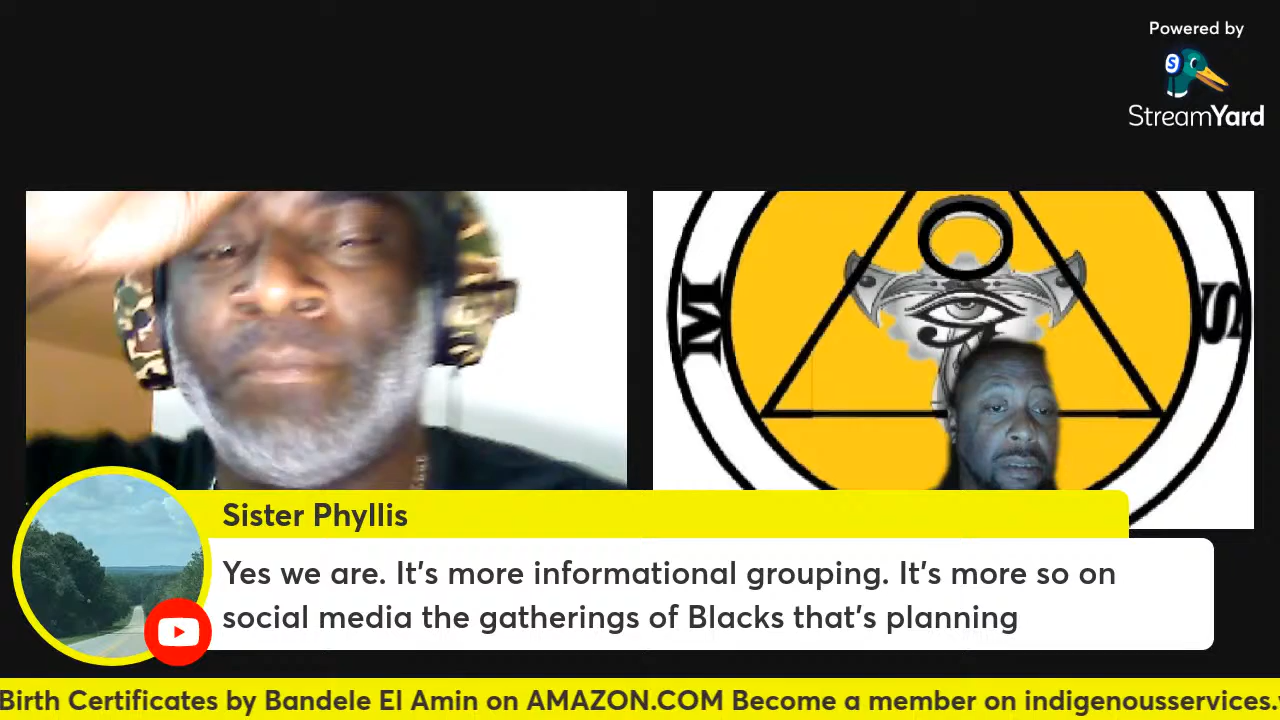 Powered by
S
StreamYard
M
S
Sister Phyllis
Yes we are. It's more informational grouping. It's more so on
social media the gatherings of Blacks that's planning
Birth Certificates by Bandele El Amin on AMAZON.COM Become a member on indigenousservices.